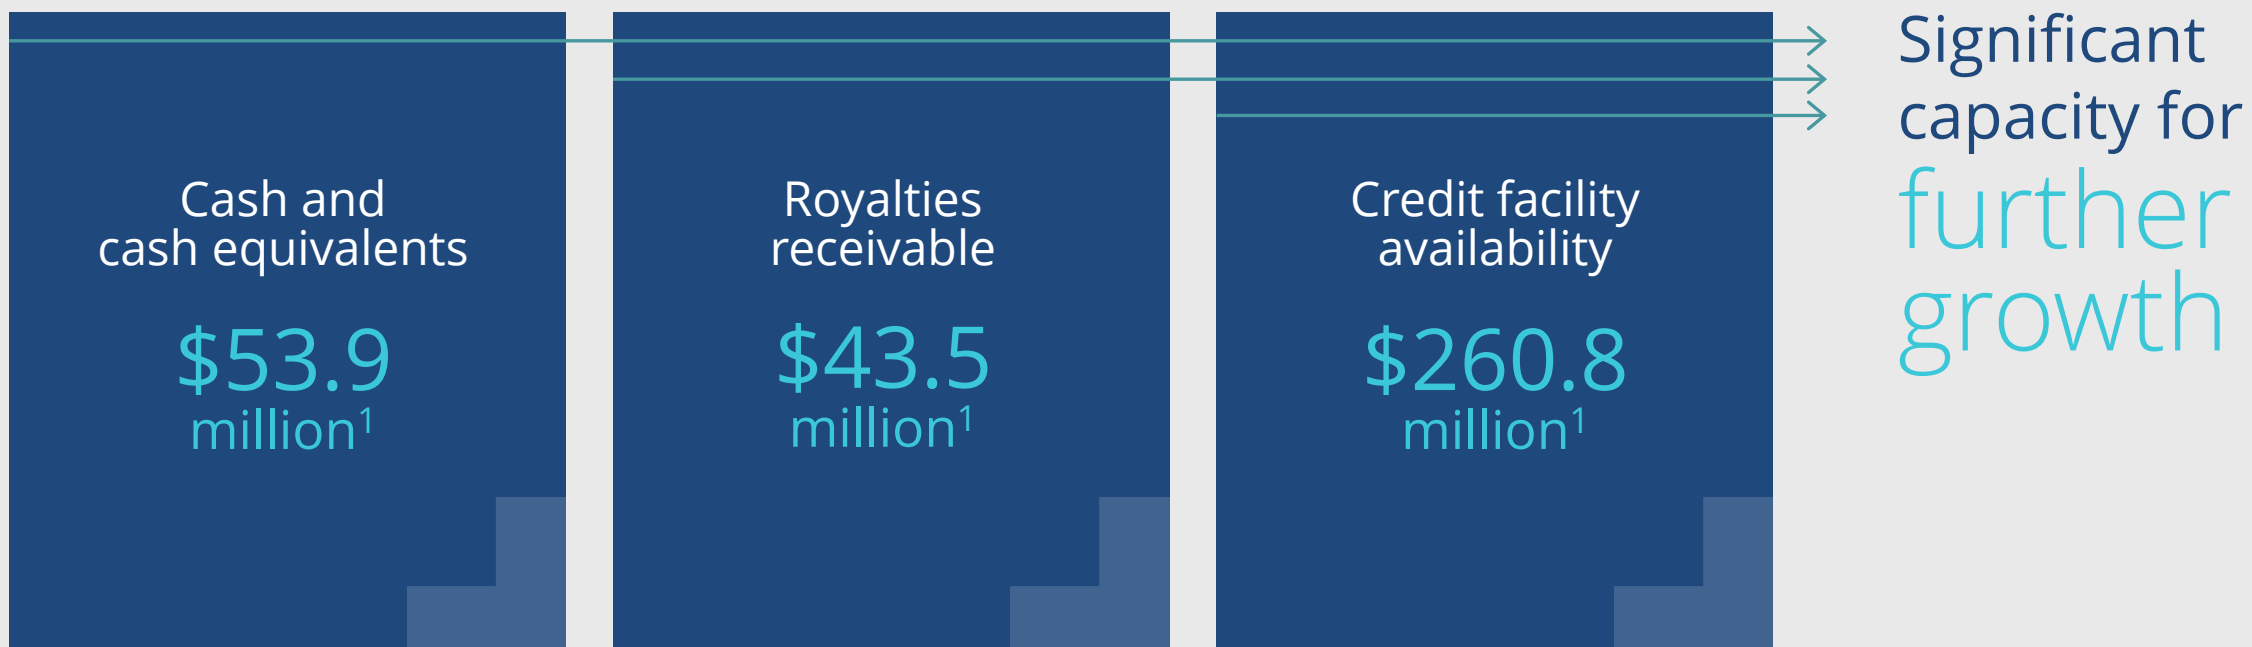 Cash and
cash equivalents
$53.9
million¹
Royalties
receivable
$43.5
million¹
Credit facility
availability
$260.8
million¹
Significant
capacity for
further
growth